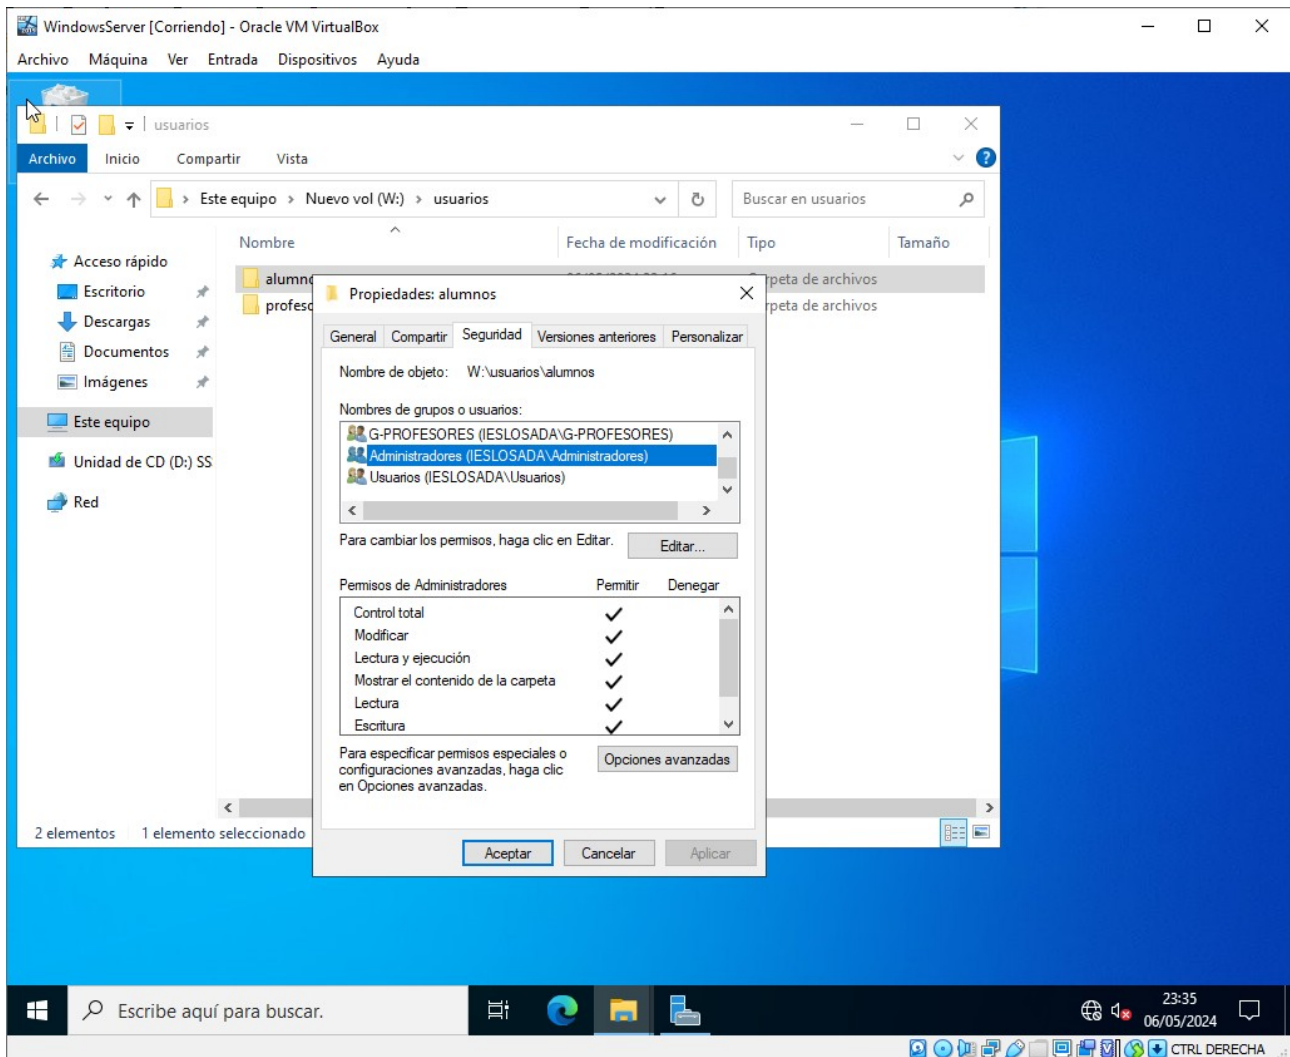 WindowsServer [Corriendo] - Oracle VM VirtualBox
Archivo Máquina Ver Entrada Dispositivos Ayuda
usuarios
Archivo Inicio Compartir Vista
Este equipo > Nuevo vol (W:) > usuarios
Buscar en usuarios
Nombre Fecha de modificación Tipo Tamaño
Acceso rápido
Escritorio
Descargas
Documentos
Imágenes
Este equipo
Unidad de CD (D:) SS
Red
alumno
Carpeta de archivos
profeso
Carpeta de archivos
Propiedades: alumnos
General Compartir Seguridad Versiones anteriores Personalizar
Nombre de objeto: W:\usuarios\alumnos
Nombres de grupos o usuarios:
G-PROFESORES (IESLOSADA\G-PROFESORES)
Administradores (IESLOSADA\Administradores)
Usuarios (IESLOSADA\Usuarios)
Para cambiar los permisos, haga clic en Editar.
Editar...
Permisos de Administradores Permitir Denegar
Control total
Modificar
Lectura y ejecución
Mostrar el contenido de la carpeta
Lectura
Escritura
Para especificar permisos especiales o
configuraciones avanzadas, haga clic
en Opciones avanzadas.
Opciones avanzadas
2 elementos 1 elemento seleccionado
Aceptar Cancelar Aplicar
Escribe aquí para buscar.
23:35
06/05/2024
CTRL DERECHA